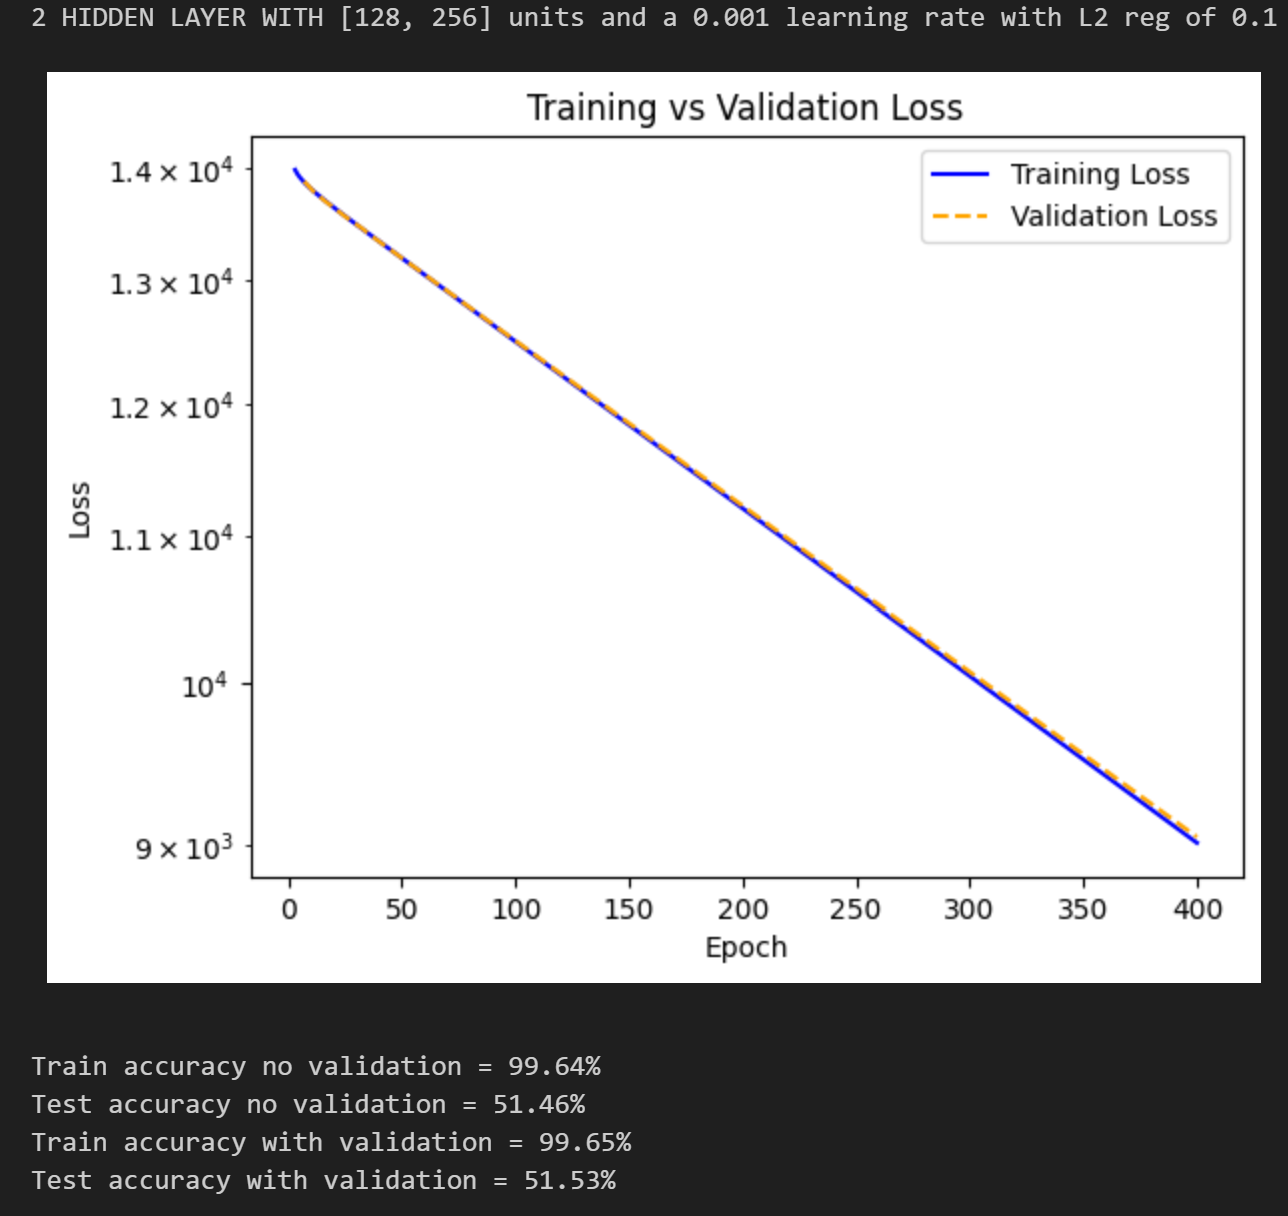 2 HIDDEN LAYER WITH [128, 256] units and a 0.001 learning rate with L2 reg of 0.1
Training vs Validation Loss
Training Loss
Validation Loss
1.4 × 10⁴
1.3 × 10⁴
1.2 × 10⁴
1.1 × 10⁴
10⁴
9 × 10³
Loss
0 50 100 150 200 250 300 350 400
Epoch
Train accuracy no validation = 99.64%
Test accuracy no validation = 51.46%
Train accuracy with validation = 99.65%
Test accuracy with validation = 51.53%